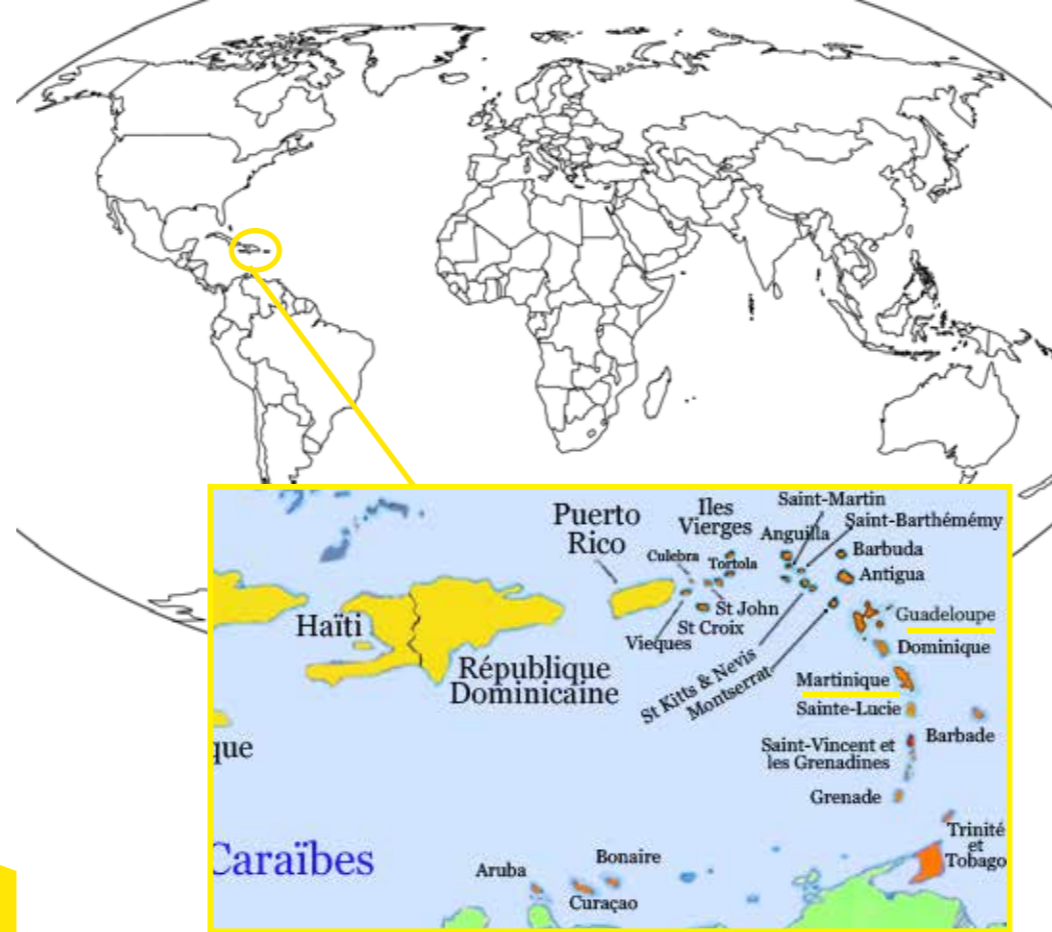 Saint-Martin
Iles
Vierges
Puerto
Rico
Anguilla
Saint-Barthémémy
Culebra
Tortola
Barbuda
Antigua
Haïti
St John
St Croix
Vieques
Guadeloupe
Dominique
République
Dominicaine
St Kitts & Nevis
Montserrat
Martinique
Sainte-Lucie
Barbade
que
Saint-Vincent et
les Grenadines
Grenade
Trinité
et
Tobago
Caraïbes
Aruba
Bonaire
Curaçao